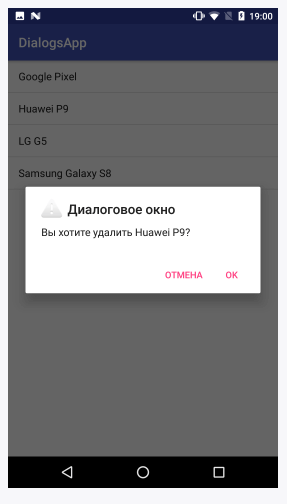 19:00
DialogsApp
Google Pixel
Huawei P9
LG G5
Samsung Galaxy S8
Диалоговое окно
Вы хотите удалить Huawei P9?
ОТМЕНА OK